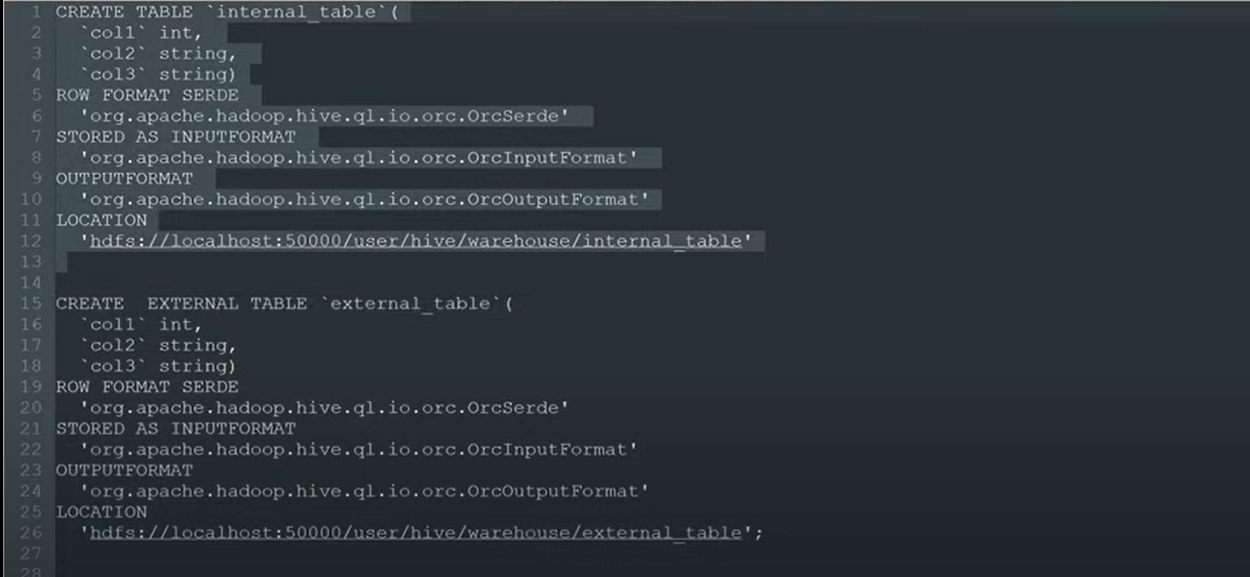 1 CREATE TABLE `internal_table`(
2 `col1` int,
3 `col2` string,
4 `col3` string)
5 ROW FORMAT SERDE
6 'org.apache.hadoop.hive.ql.io.orc.OrcSerde'
7 STORED AS INPUTFORMAT
8 'org.apache.hadoop.hive.ql.io.orc.OrcInputFormat'
9 OUTPUTFORMAT
10 'org.apache.hadoop.hive.ql.io.orc.OrcOutputFormat'
11 LOCATION
12 'hdfs://localhost:50000/user/hive/warehouse/internal_table'
13
14
15 CREATE  EXTERNAL TABLE `external_table`(
16 `col1` int,
17 `col2` string,
18 `col3` string)
19 ROW FORMAT SERDE
20 'org.apache.hadoop.hive.ql.io.orc.OrcSerde'
21 STORED AS INPUTFORMAT
22 'org.apache.hadoop.hive.ql.io.orc.OrcInputFormat'
23 OUTPUTFORMAT
24 'org.apache.hadoop.hive.ql.io.orc.OrcOutputFormat'
25 LOCATION
26 'hdfs://localhost:50000/user/hive/warehouse/external_table';
27
28